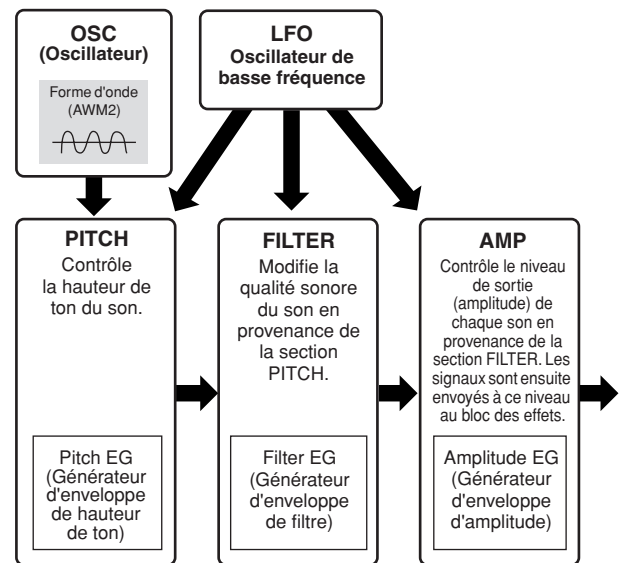 OSC
(Oscillateur)
Forme d'onde
(AWM2)
LFO
Oscillateur de
basse fréquence
PITCH
Contrôle
la hauteur de
ton du son.
Pitch EG
(Générateur
d'enveloppe
de hauteur
de ton)
FILTER
Modifie la
qualité sonore
du son en
provenance de
la section
PITCH.
Filter EG
(Générateur
d'enveloppe
de filtre)
AMP
Contrôle le niveau
de sortie
(amplitude) de
chaque son en
provenance de la
section FILTER. Les
signaux sont ensuite
envoyés à ce niveau
au bloc des effets.
Amplitude EG
(Générateur
d'enveloppe
d'amplitude)